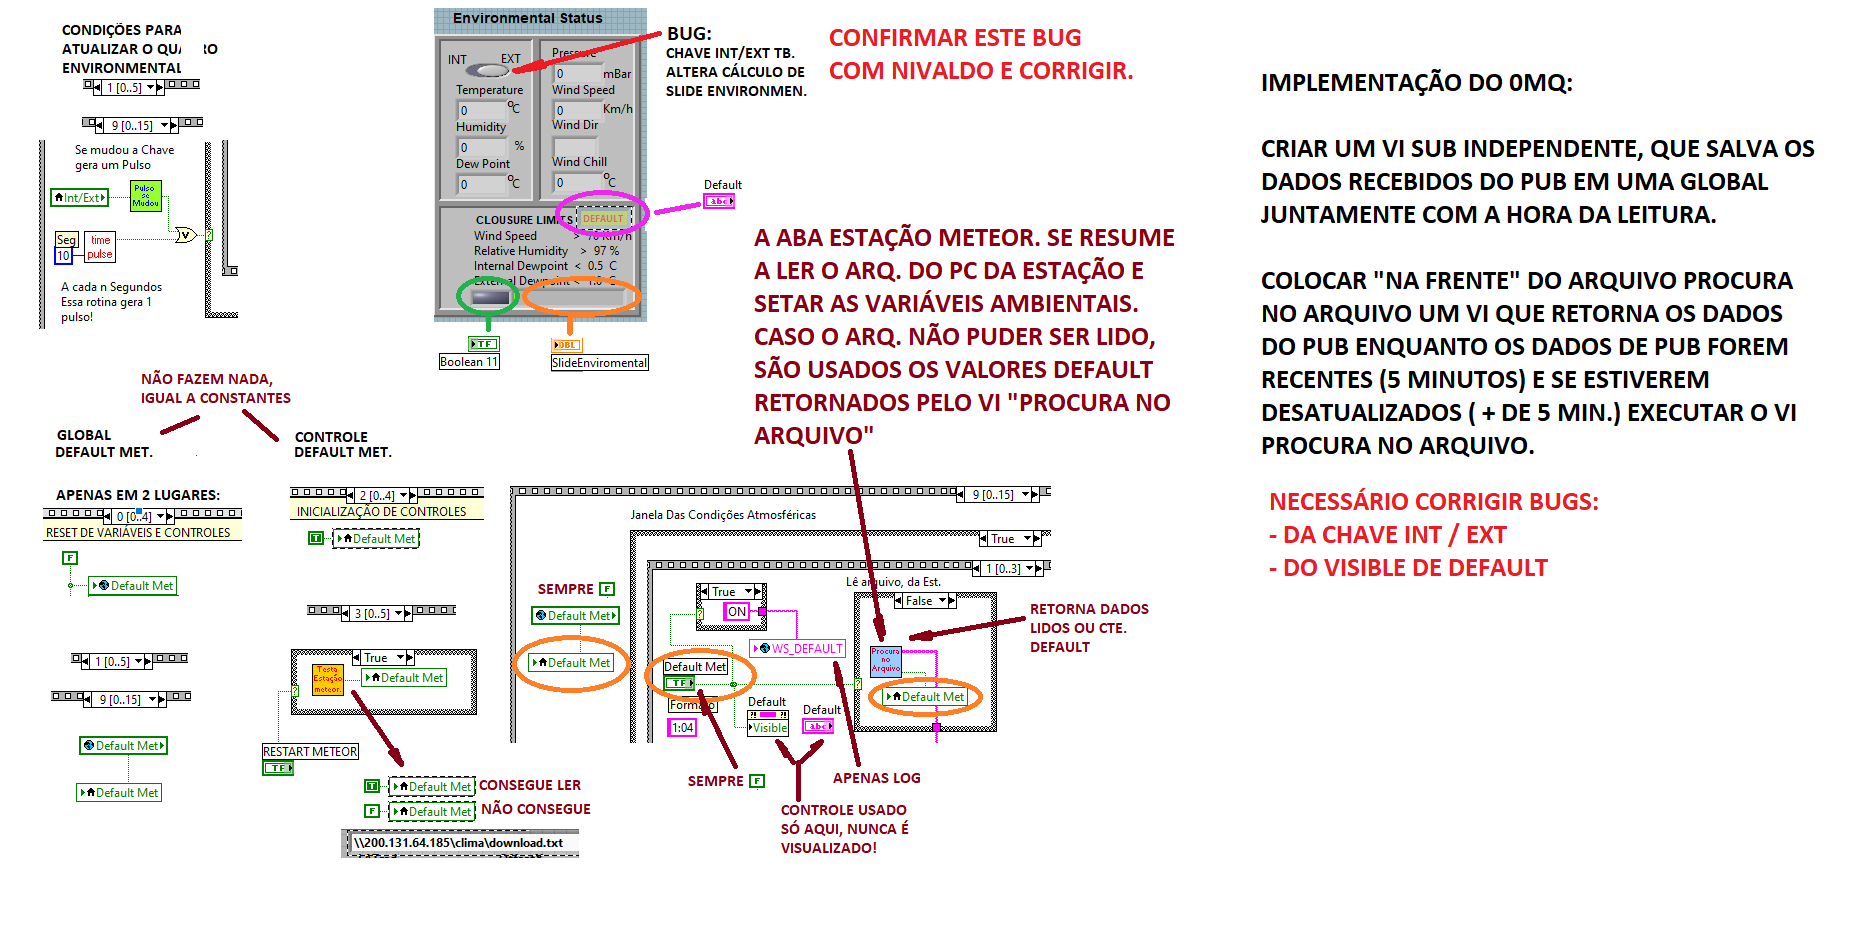 CONDIÇÕES PARA
ATUALIZAR O QUADRO
ENVIRONMENTAL
1 [0..5]
9 [0..15]
Se mudou a Chave
gera um Pulso
Int/Ext
Pulso
se
Mudou
Seg
10
time
pulse
V
?
A cada n Segundos
Essa rotina gera 1
pulso!
Environmental Status
INT
EXT
Temperature
0
°C
Humidity
0
%
Dew Point
0
°C
Pressure
0
mBar
Wind Speed
0
Km/h
Wind Dir
Wind Chill
0
°C
CLOUSURE LIMITS
DEFAULT
Wind Speed > 70 Km/h
Relative Humidity > 97 %
Internal Dewpoint < 0.5 C
External Dewpoint < 1.0 C
TF
Boolean 11
DBL
SlideEnviromental
Default
abc
BUG:
CHAVE INT/EXT TB.
ALTERA CÁLCULO DE
SLIDE ENVIRONMEN.
CONFIRMAR ESTE BUG
COM NIVALDO E CORRIGIR.
A ABA ESTAÇÃO METEOR. SE RESUME
A LER O ARQ. DO PC DA ESTAÇÃO E
SETAR AS VARIÁVEIS AMBIENTAIS.
CASO O ARQ. NÃO PUDER SER LIDO,
SÃO USADOS OS VALORES DEFAULT
RETORNADOS PELO VI "PROCURA NO
ARQUIVO"
IMPLEMENTAÇÃO DO 0MQ:
CRIAR UM VI SUB INDEPENDENTE, QUE SALVA OS
DADOS RECEBIDOS DO PUB EM UMA GLOBAL
JUNTAMENTE COM A HORA DA LEITURA.
COLOCAR "NA FRENTE" DO ARQUIVO PROCURA
NO ARQUIVO UM VI QUE RETORNA OS DADOS
DO PUB ENQUANTO OS DADOS DE PUB FOREM
RECENTES (5 MINUTOS) E SE ESTIVEREM
DESATUALIZADOS ( + DE 5 MIN.) EXECUTAR O VI
PROCURA NO ARQUIVO.
NECESSÁRIO CORRIGIR BUGS:
- DA CHAVE INT / EXT
- DO VISIBLE DE DEFAULT
NÃO FAZEM NADA,
IGUAL A CONSTANTES
GLOBAL
DEFAULT MET.
CONTROLE
DEFAULT MET.
APENAS EM 2 LUGARES:
0 [0..4]
RESET DE VARIÁVEIS E CONTROLES
F
Default Met
1 [0..5]
9 [0..15]
Default Met
Default Met
2 [0..4]
INICIALIZAÇÃO DE CONTROLES
T
Default Met
3 [0..5]
True
Testa
Estação
meteor.
Default Met
?
RESTART METEOR
TF
T
Default Met
CONSEGUE LER
F
Default Met
NÃO CONSEGUE
\\200.131.64.185\clima\download.txt
9 [0..15]
Janela Das Condições Atmosféricas
True
1 [0..3]
SEMPRE F
Default Met
Default Met
True
ON
?
WS_DEFAULT
Default Met
TF
Formato
1:04
Default
Visible
Default
abc
Lê arquivo, da Est.
False
Procura
no
Arquivo
Default Met
?
RETORNA DADOS
LIDOS OU CTE.
DEFAULT
SEMPRE F
APENAS LOG
CONTROLE USADO
SÓ AQUI, NUNCA É
VISUALIZADO!